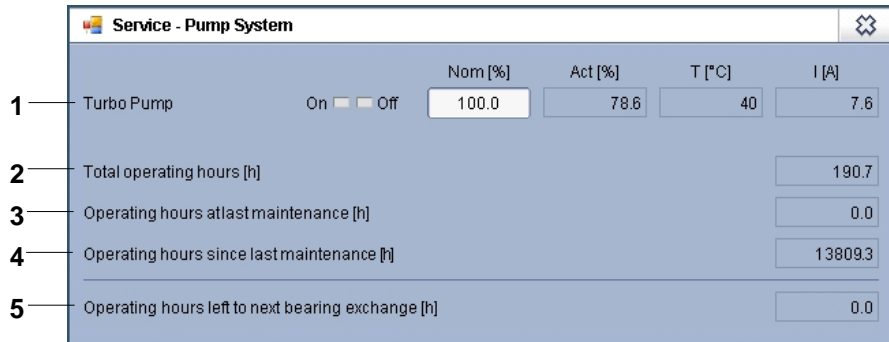 Service - Pump System
Nom [%] Act [%] T [°C] I [A]
1 Turbo Pump On Off 100.0 78.6 40 7.6
2 Total operating hours [h] 190.7
3 Operating hours atlast maintenance [h] 0.0
4 Operating hours since last maintenance [h] 13809.3
5 Operating hours left to next bearing exchange [h] 0.0